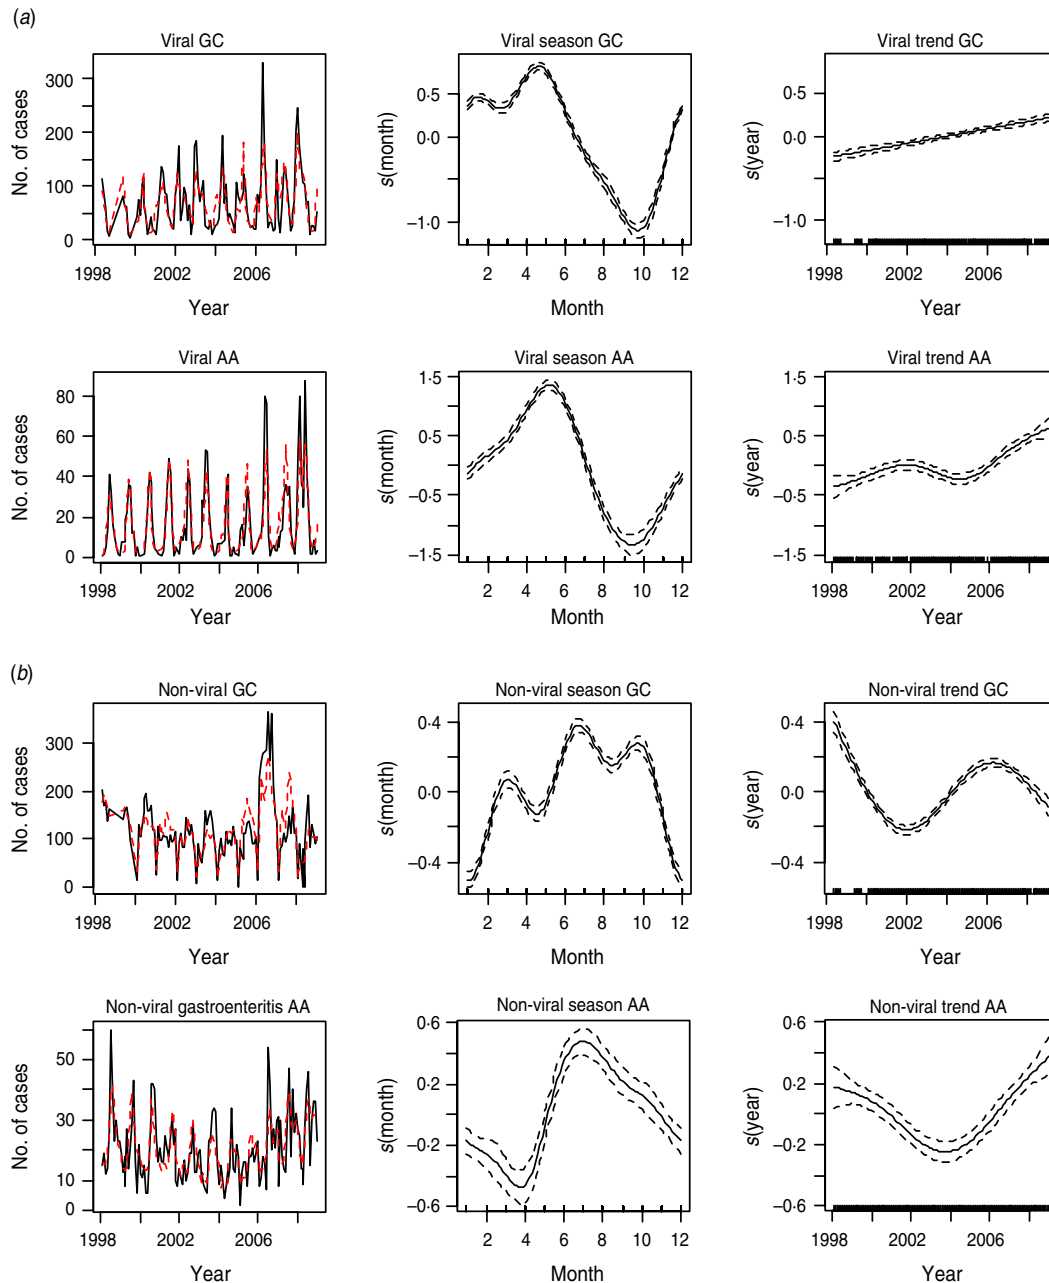 (a)
Viral GC
Viral season GC
Viral trend GC
No. of cases
300
200
100
0
1998
2002
2006
Year
s(month)
0·5
0·0
−1·0
2
4
6
8
10
12
Month
s(year)
0·5
0·0
−1·0
1998
2002
2006
Year
Viral AA
Viral season AA
Viral trend AA
No. of cases
80
60
40
20
0
1998
2002
2006
Year
s(month)
1·5
0·5
−0·5
−1·5
2
4
6
8
10
12
Month
s(year)
1·5
0·5
−0·5
−1·5
1998
2002
2006
Year
(b)
Non-viral GC
Non-viral season GC
Non-viral trend GC
No. of cases
300
200
100
0
1998
2002
2006
Year
s(month)
0·4
0·0
−0·4
2
4
6
8
10
12
Month
s(year)
0·4
0·0
−0·4
1998
2002
2006
Year
Non-viral gastroenteritis AA
Non-viral season AA
Non-viral trend AA
No. of cases
50
30
10
0
1998
2002
2006
Year
s(month)
0·6
0·2
−0·2
−0·6
2
4
6
8
10
12
Month
s(year)
0·6
0·2
−0·2
−0·6
1998
2002
2006
Year